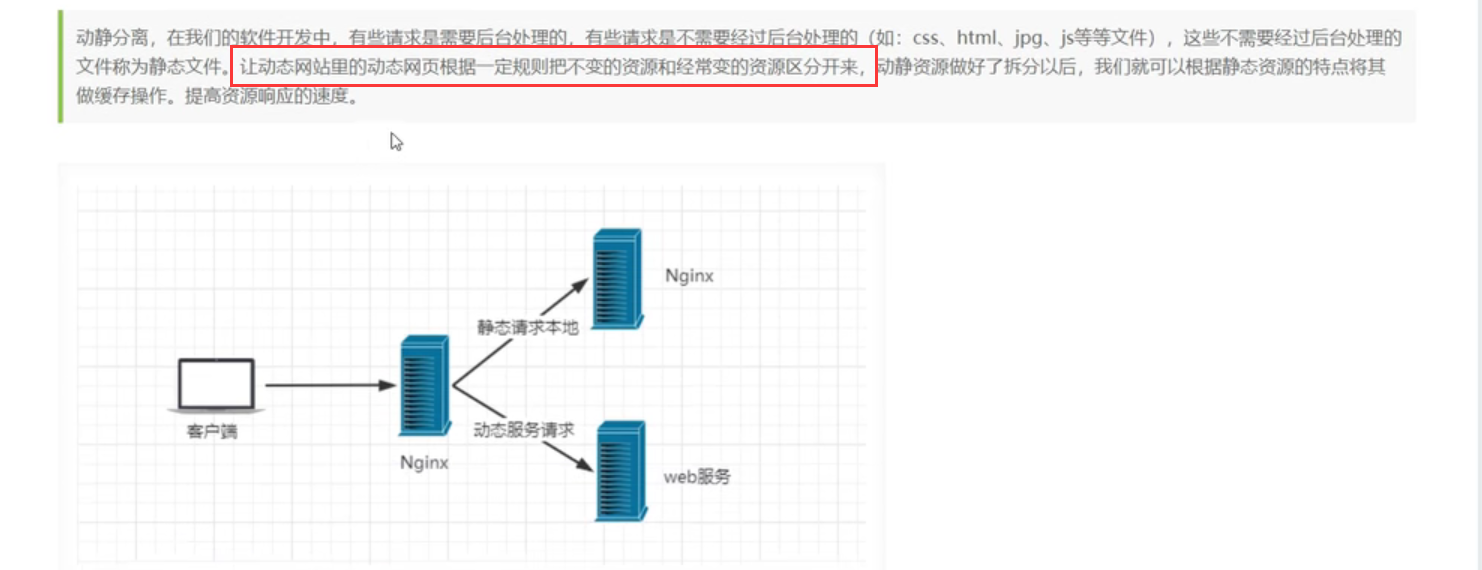 动静分离，在我们的软件开发中，有些请求是需要后台处理的，有些请求是不需要经过后台处理的（如：css、html、jpg、js等等文件），这些不需要经过后台处理的
文件称为静态文件。让动态网站里的动态网页根据一定规则把不变的资源和经常变的资源区分开来，动静资源做好了拆分以后，我们就可以根据静态资源的特点将其
做缓存操作。提高资源响应的速度。
Nginx
静态请求本地
客户端
动态服务请求
Nginx
web服务